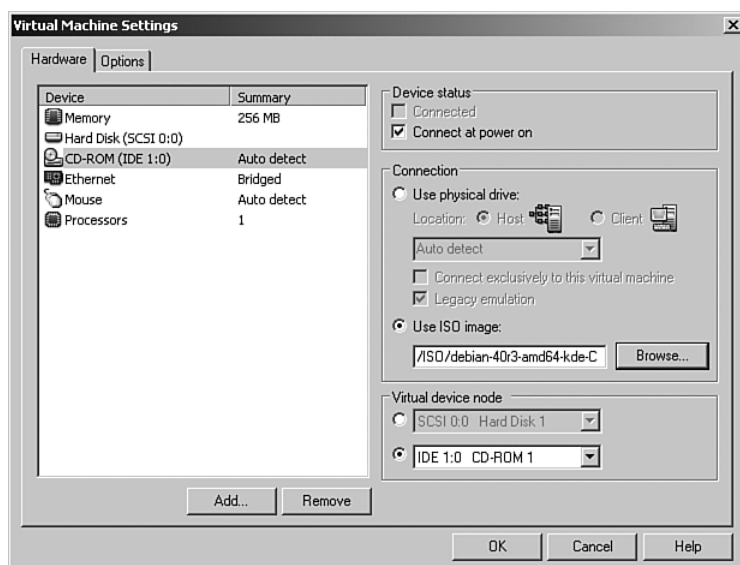 Virtual Machine Settings
Hardware Options
Device Summary
Memory 256 MB
Hard Disk (SCSI 0:0)
CD-ROM (IDE 1:0) Auto detect
Ethernet Bridged
Mouse Auto detect
Processors 1
Add... Remove
Device status
Connected
Connect at power on
Connection
Use physical drive:
Location: Host Client
Auto detect
Connect exclusively to this virtual machine
Legacy emulation
Use ISO image:
/ISO/debian-40r3-amd64-kde-C Browse...
Virtual device node
SCSI 0:0 Hard Disk 1
IDE 1:0 CD-ROM 1
OK Cancel Help